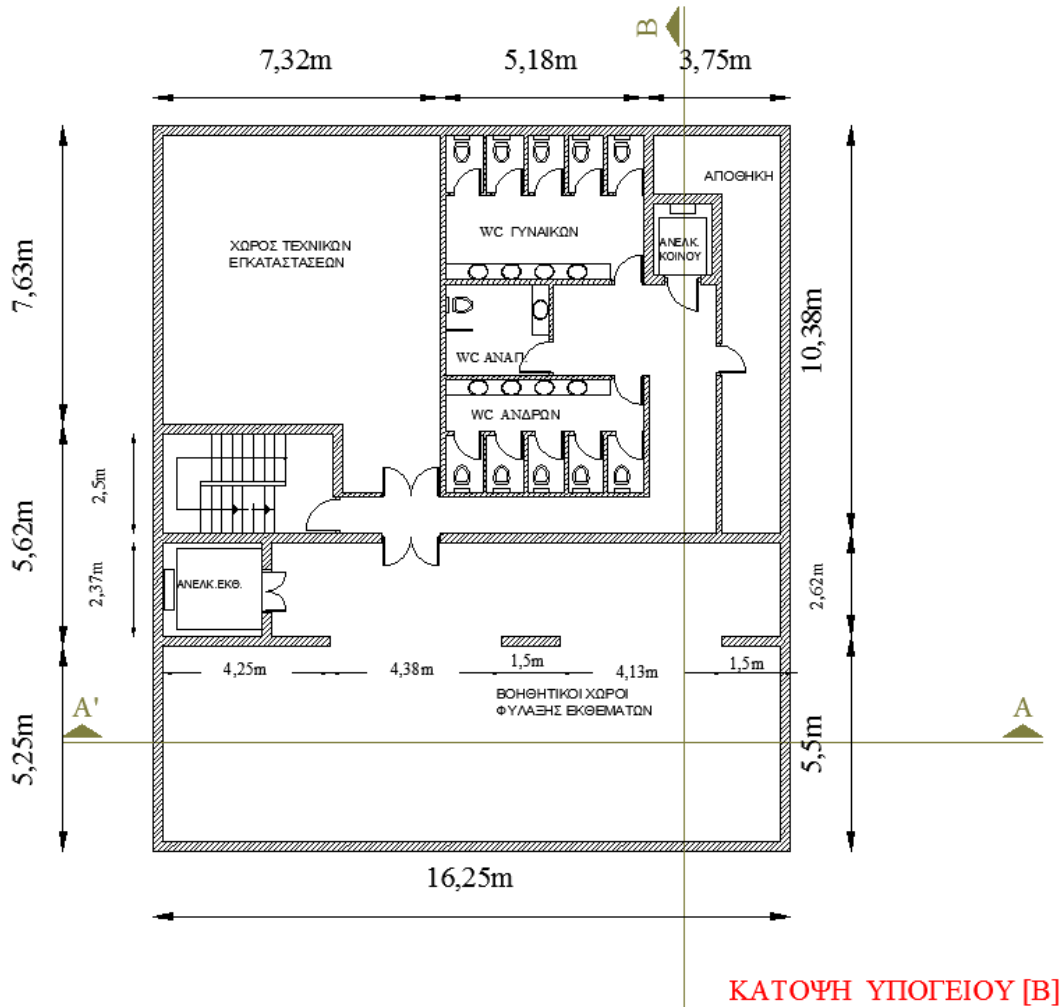 B
7,32m
5,18m
3,75m
ΑΠΟΘΗΚΗ
WC ΓΥΝΑΙΚΩΝ
ΧΩΡΟΣ ΤΕΧΝΙΚΩΝ
ΕΓΚΑΤΑΣΤΑΣΕΩΝ
ΑΝΕΛΚ.
ΚΟΙΝΟΥ
7,63m
10,38m
WC ΑΝΑΠ.
WC ΑΝΔΡΩΝ
2,5m
5,62m
2,37m
ΑΝΕΛΚ.ΕΚΘ.
2,62m
4,25m
4,38m
1,5m
4,13m
1,5m
ΒΟΗΘΗΤΙΚΟΙ ΧΩΡΟΙ
ΦΥΛΑΞΗΣ ΕΚΘΕΜΑΤΩΝ
A'
A
5,25m
5,5m
16,25m
ΚΑΤΟΨΗ ΥΠΟΓΕΙΟΥ [B]